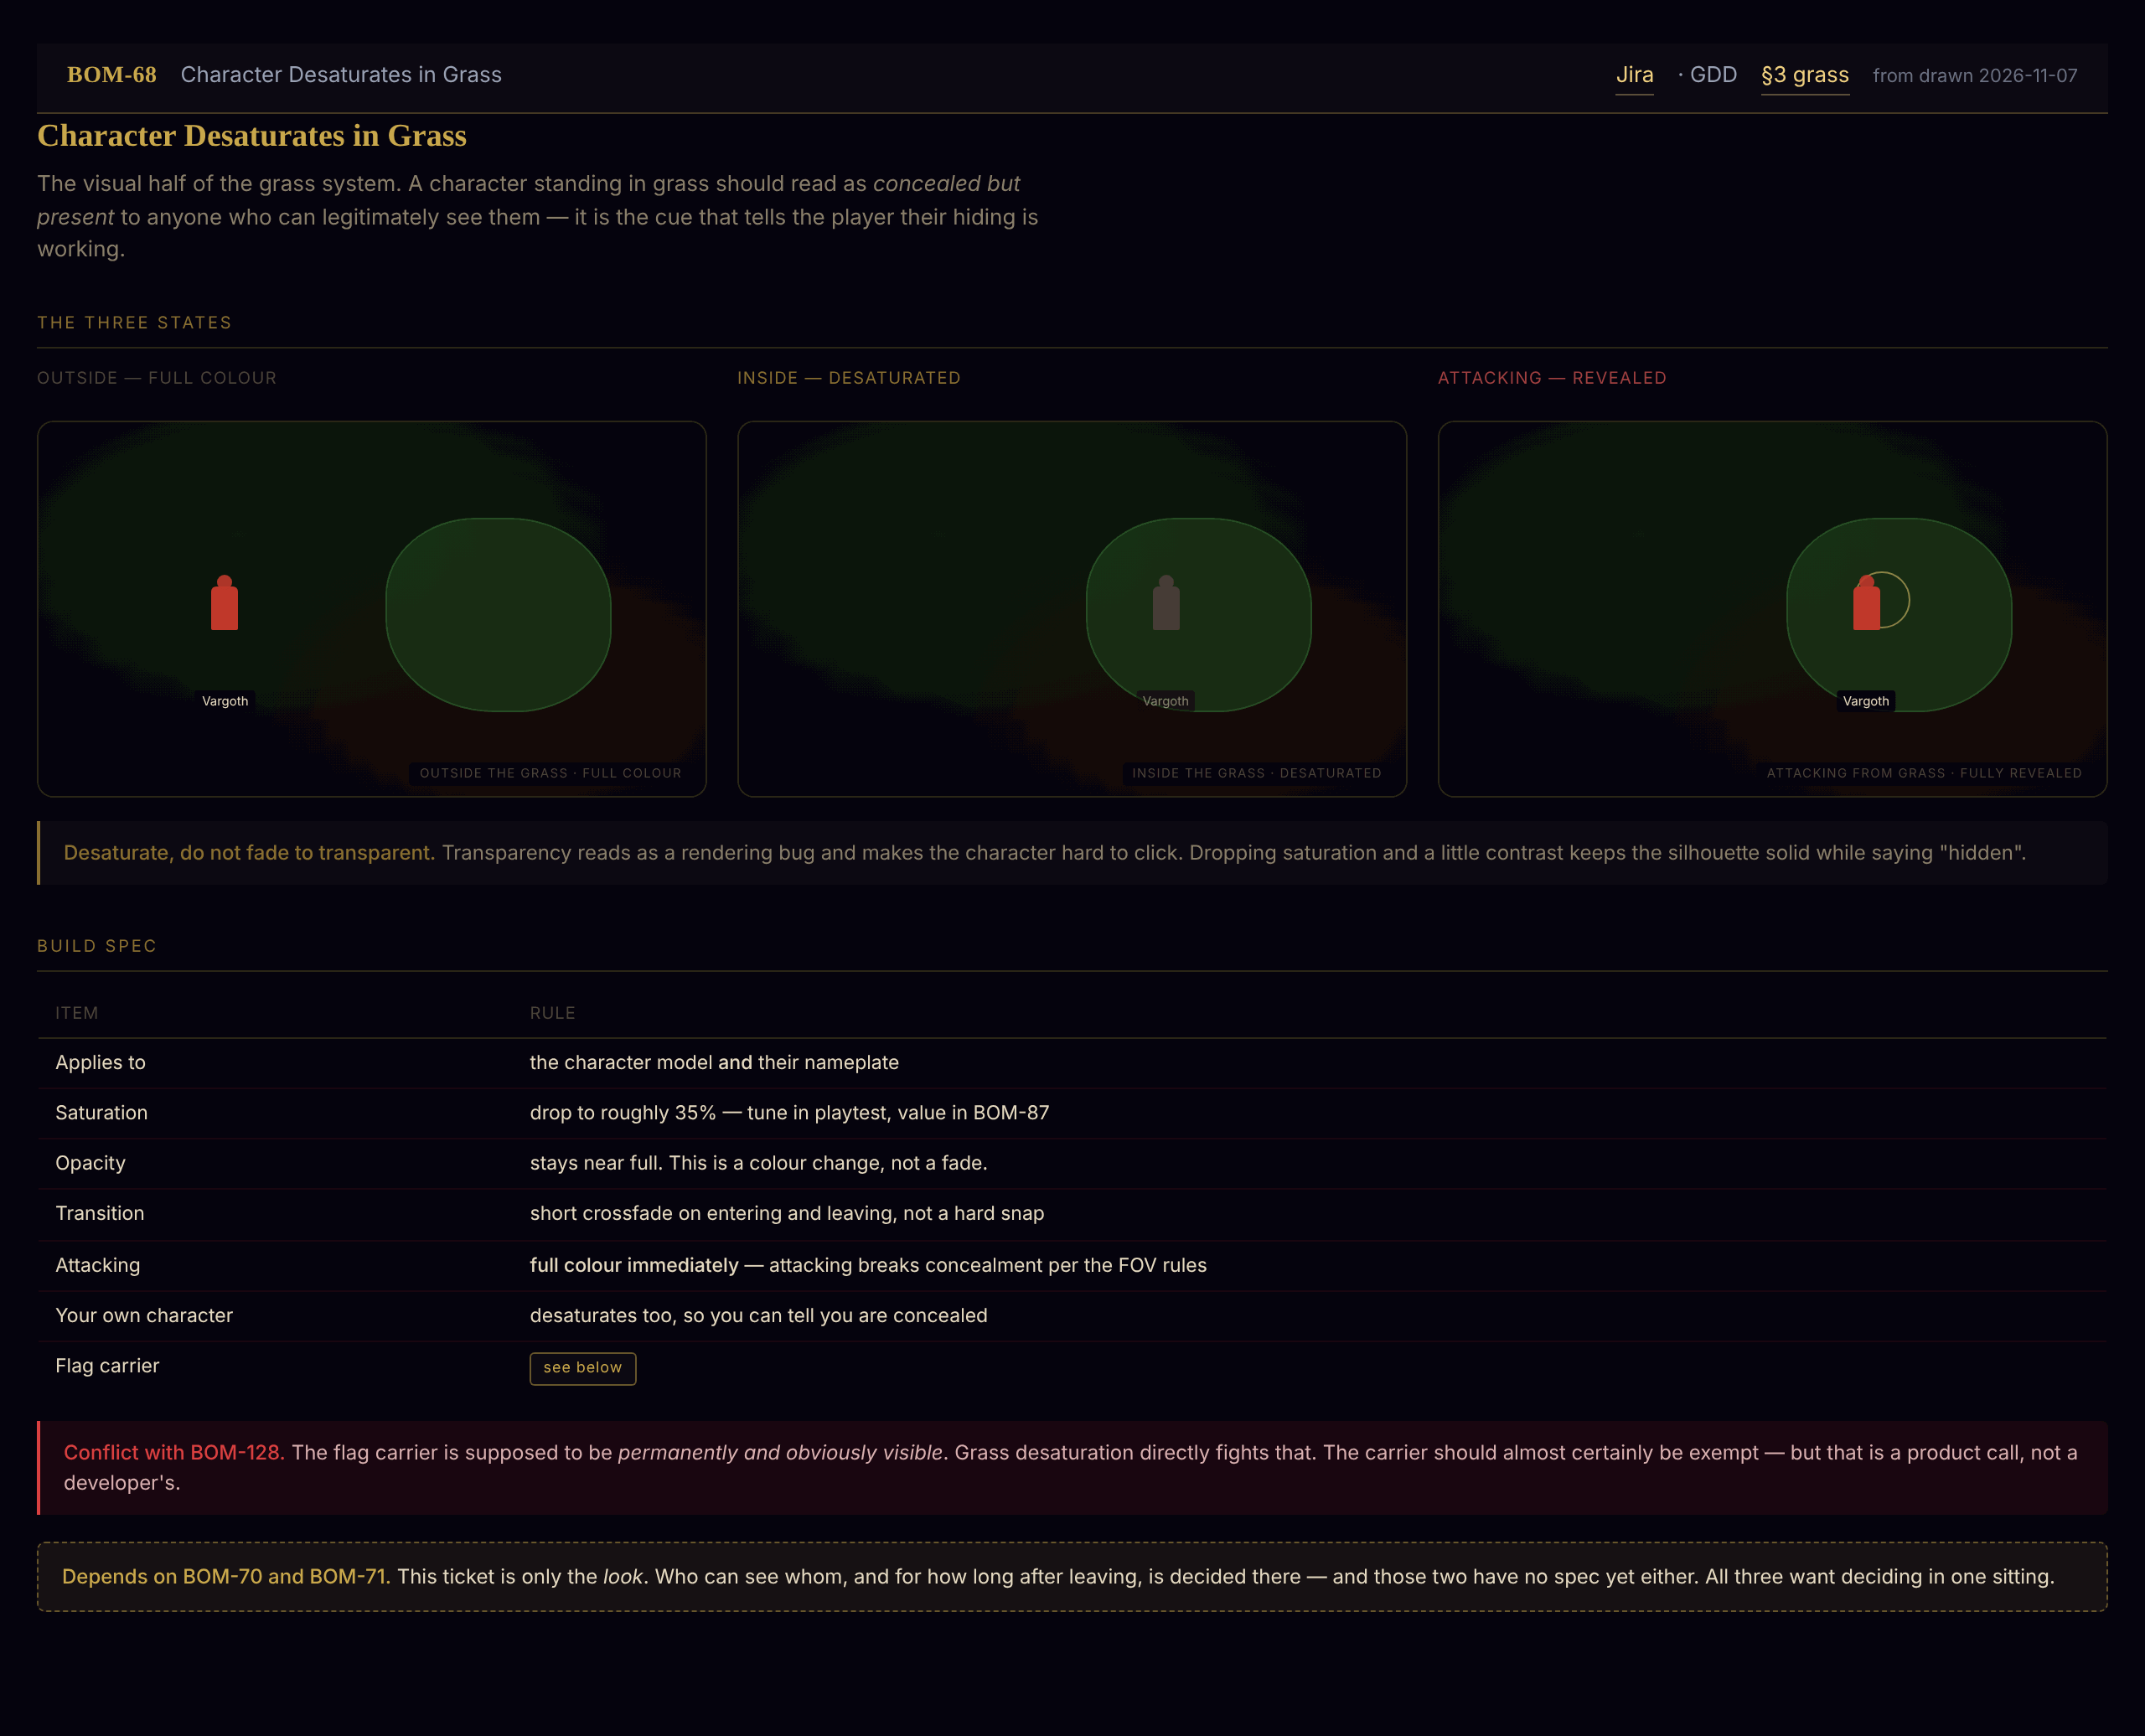 BOM-68 Character Desaturates in Grass Jira · GDD §3 grass from drawn 2026-11-07
Character Desaturates in Grass
The visual half of the grass system. A character standing in grass should read as concealed but
present to anyone who can legitimately see them — it is the cue that tells the player their hiding is
working.
THE THREE STATES
OUTSIDE — FULL COLOUR
INSIDE — DESATURATED
ATTACKING — REVEALED
Vargoth
OUTSIDE THE GRASS · FULL COLOUR
Vargoth
INSIDE THE GRASS · DESATURATED
Vargoth
ATTACKING FROM GRASS · FULLY REVEALED
Desaturate, do not fade to transparent. Transparency reads as a rendering bug and makes the character hard to click. Dropping saturation and a little contrast keeps the silhouette solid while saying "hidden".
BUILD SPEC
ITEM RULE
Applies to the character model and their nameplate
Saturation drop to roughly 35% — tune in playtest, value in BOM-87
Opacity stays near full. This is a colour change, not a fade.
Transition short crossfade on entering and leaving, not a hard snap
Attacking full colour immediately — attacking breaks concealment per the FOV rules
Your own character desaturates too, so you can tell you are concealed
Flag carrier see below
Conflict with BOM-128. The flag carrier is supposed to be permanently and obviously visible. Grass desaturation directly fights that. The carrier should almost certainly be exempt — but that is a product call, not a
developer's.
Depends on BOM-70 and BOM-71. This ticket is only the look. Who can see whom, and for how long after leaving, is decided there — and those two have no spec yet either. All three want deciding in one sitting.